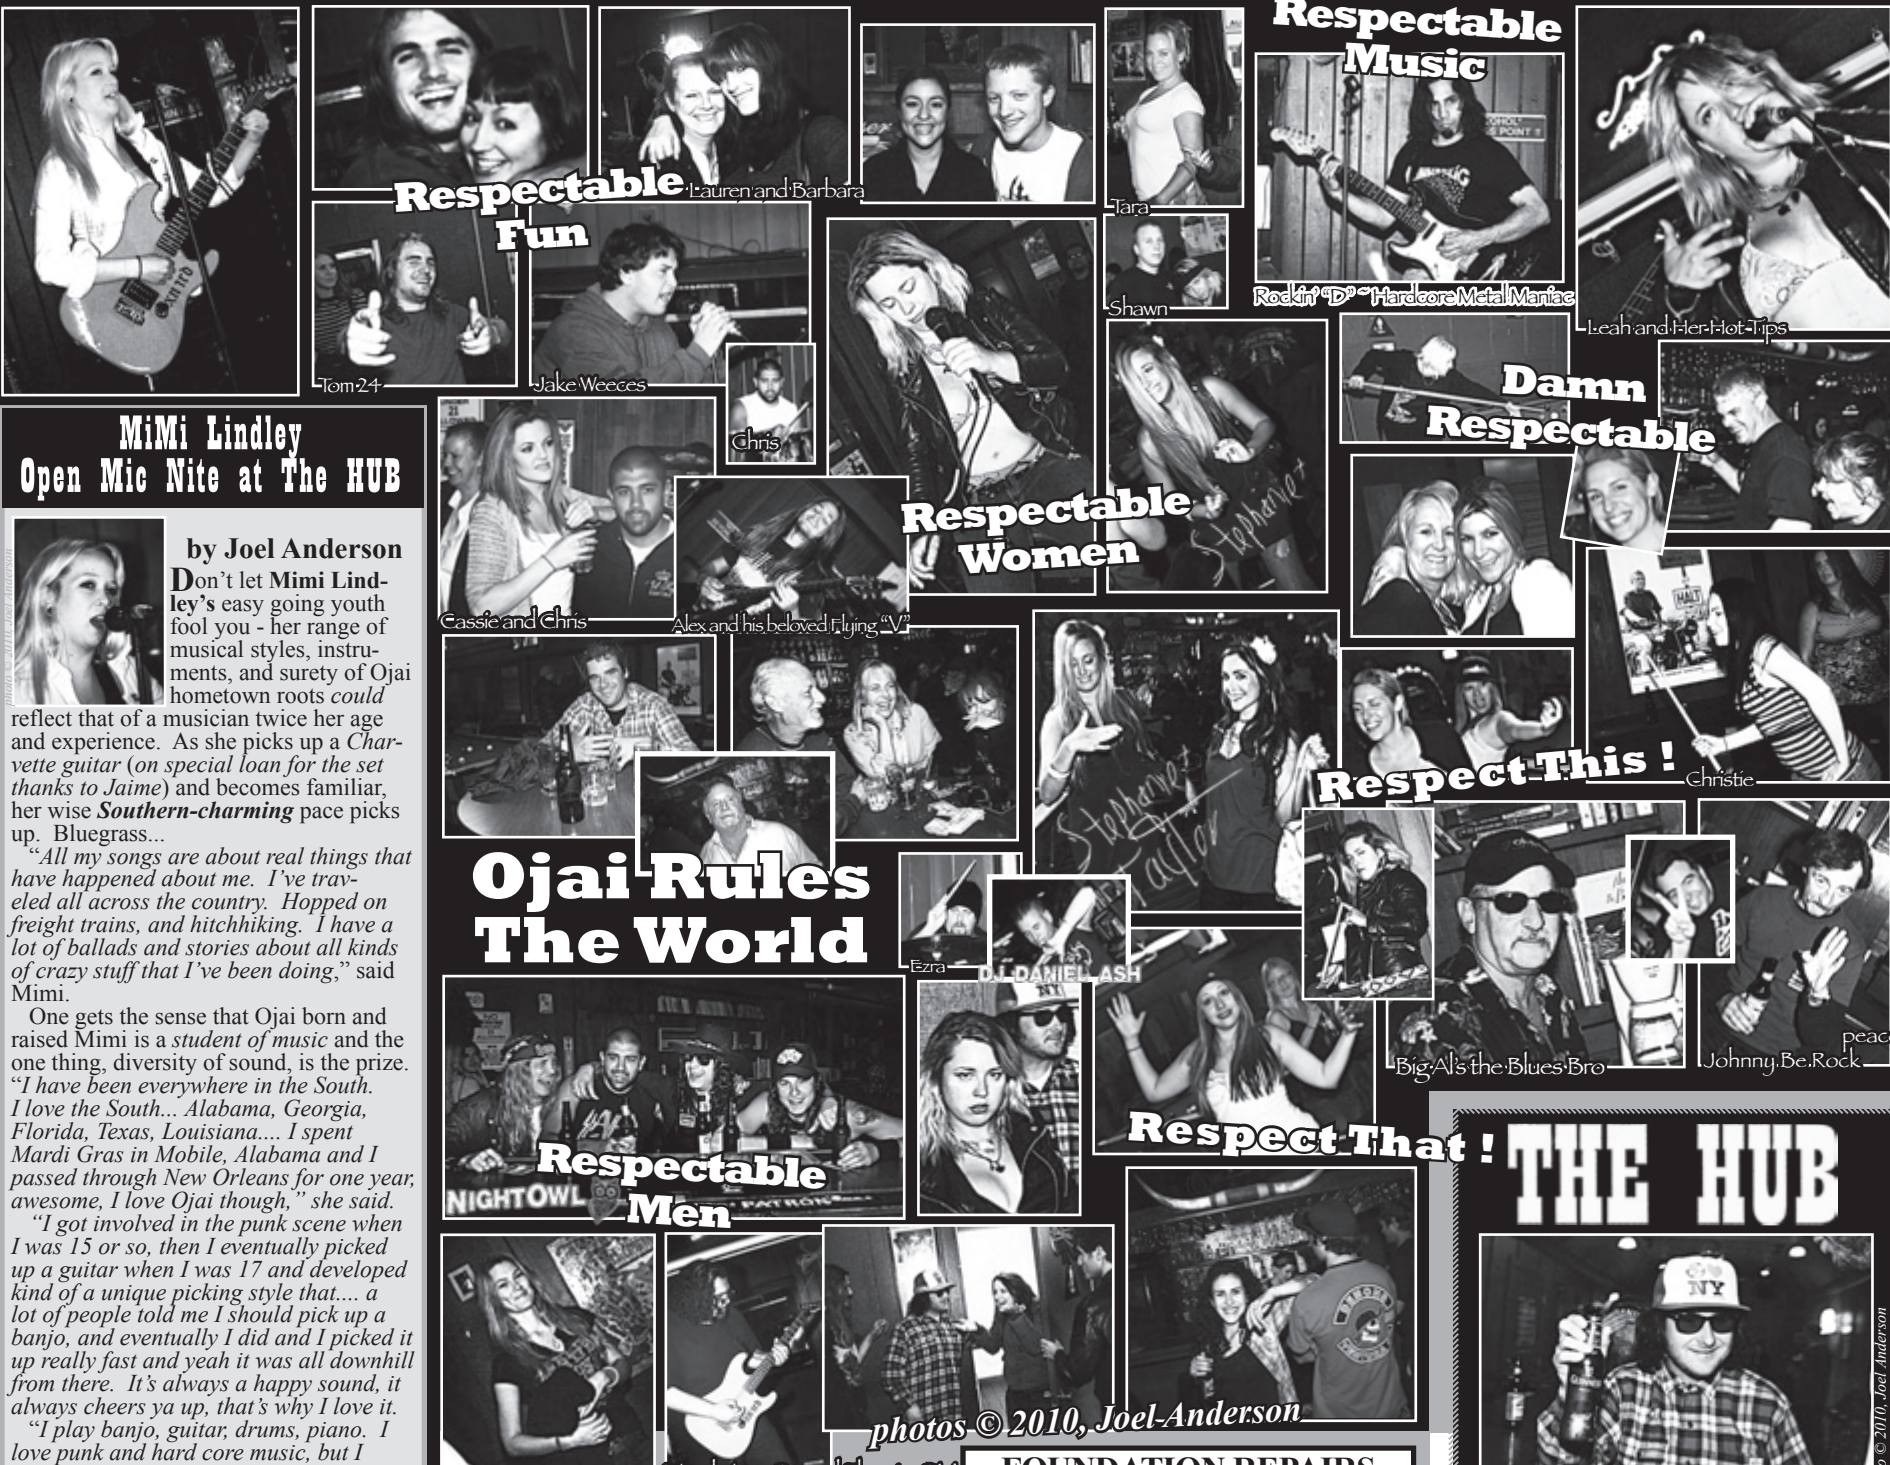 Respectable
Fun
Lauren and Barbara
Tom 24
Jake Weeces
Chris
Tara
Shawn
Respectable
Music
COHOL*
S POINT !!
Rockin' "D" ~ Hardcore Metal Maniac
Leah and Her Hot Tips
Damn
Respectable
Respectable
Women
Stephanie
Cassie and Chris
Alex and his beloved Flying "V"
Stephanie
Taylor
Respect This !
Christie
Ojai Rules
The World
Ezra
DJ DANIEL ASH
NY
Big Al's the Blues Bro
Johnny Be Rock
peac
Respect That !
Respectable
Men
NIGHTOWL
PATRON
photos © 2010, Joel Anderson
FOUNDATION REPAIRS
THE HUB
NY
© 2010, Joel Anderson
MiMi Lindley
Open Mic Nite at The HUB
photo © 2010, Joel Anderson
by Joel Anderson
Don't let Mimi Lind-
ley's easy going youth
fool you - her range of
musical styles, instru-
ments, and surety of Ojai
hometown roots could
reflect that of a musician twice her age
and experience. As she picks up a Char-
vette guitar (on special loan for the set
thanks to Jaime) and becomes familiar,
her wise Southern-charming pace picks
up. Bluegrass...
"All my songs are about real things that
have happened about me. I've trav-
eled all across the country. Hopped on
freight trains, and hitchhiking. I have a
lot of ballads and stories about all kinds
of crazy stuff that I've been doing," said
Mimi.
One gets the sense that Ojai born and
raised Mimi is a student of music and the
one thing, diversity of sound, is the prize.
"I have been everywhere in the South.
I love the South... Alabama, Georgia,
Florida, Texas, Louisiana.... I spent
Mardi Gras in Mobile, Alabama and I
passed through New Orleans for one year,
awesome, I love Ojai though," she said.
"I got involved in the punk scene when
I was 15 or so, then I eventually picked
up a guitar when I was 17 and developed
kind of a unique picking style that.... a
lot of people told me I should pick up a
banjo, and eventually I did and I picked it
up really fast and yeah it was all downhill
from there. It's always a happy sound, it
always cheers ya up, that's why I love it.
"I play banjo, guitar, drums, piano. I
love punk and hard core music, but I